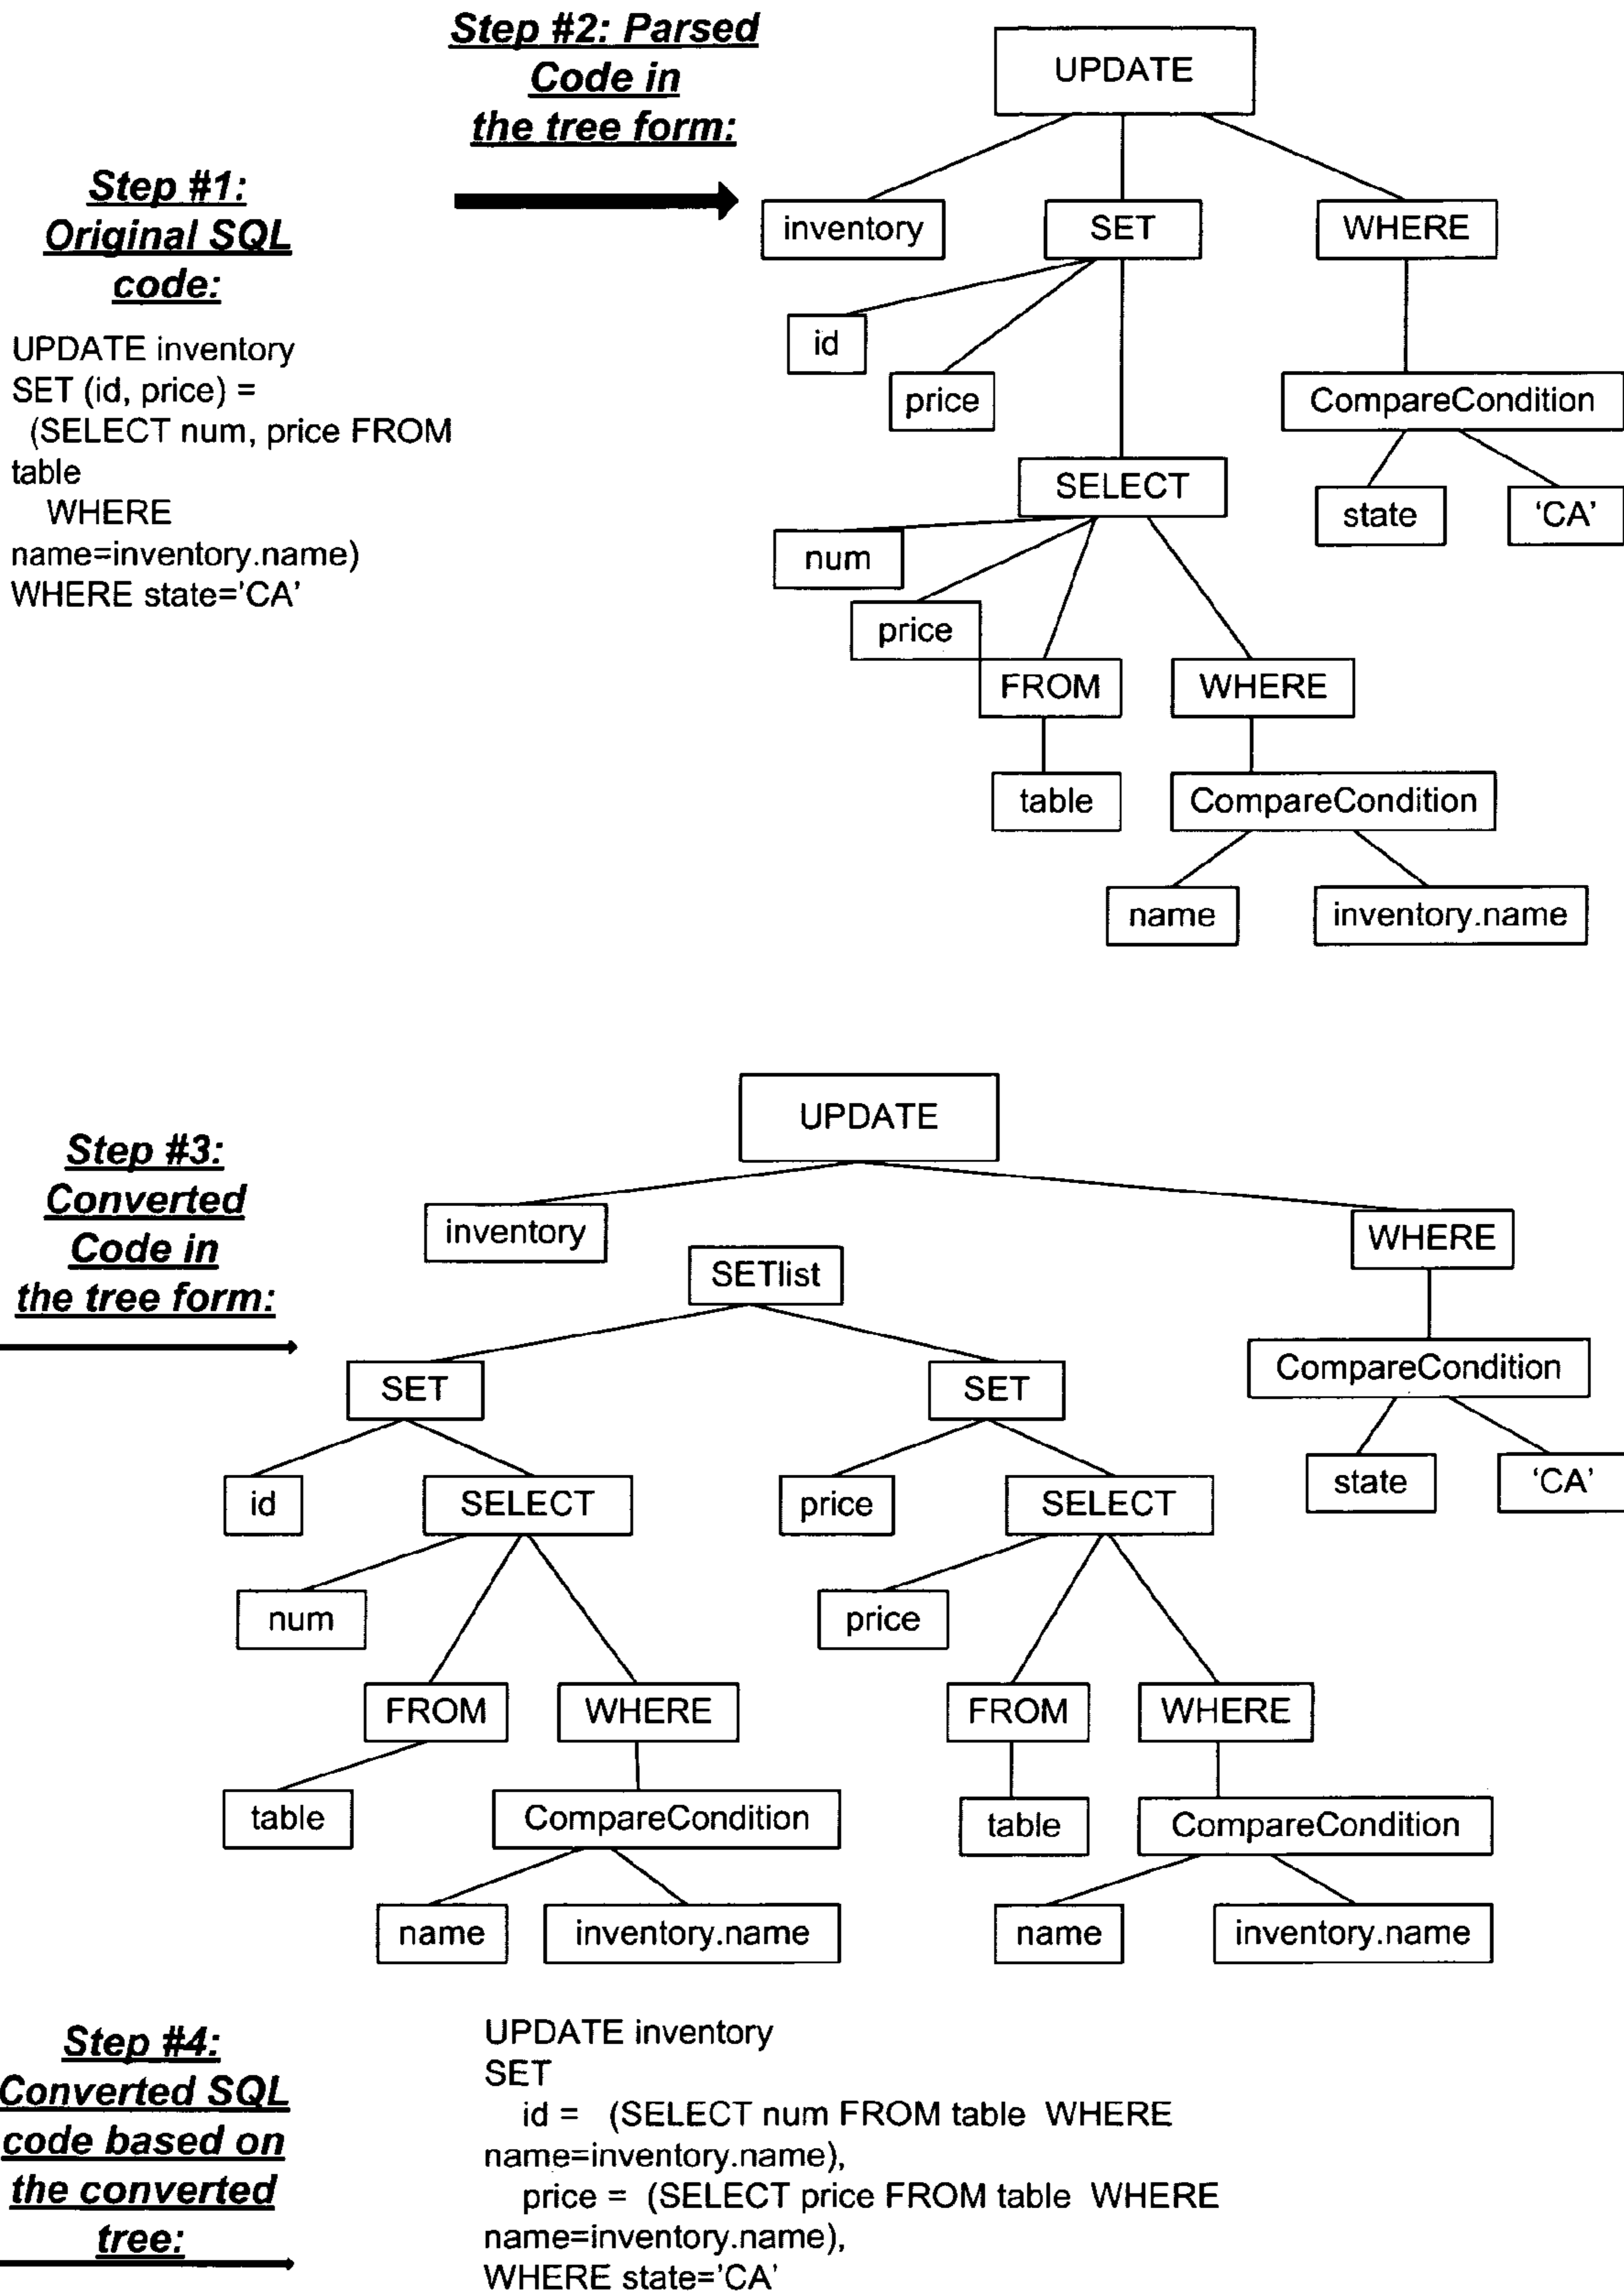 Step #1:
Original SQL
code:
UPDATE inventory
SET (id, price) =
(SELECT num, price FROM
table
WHERE
name=inventory.name)
WHERE state='CA'
Step #2: Parsed
Code in
the tree form:
UPDATE
inventory
SET
WHERE
id
price
CompareCondition
SELECT
state
‘CA’
num
price
FROM
WHERE
table
CompareCondition
name
inventory.name
Step #3:
Converted
Code in
the tree form:
UPDATE
inventory
WHERE
SETlist
SET
SET
CompareCondition
id
SELECT
price
SELECT
state
‘CA’
num
price
FROM
WHERE
FROM
WHERE
table
CompareCondition
table
CompareCondition
name
inventory.name
name
inventory.name
Step #4:
Converted SQL
code based on
the converted
tree:
UPDATE inventory
SET
id = (SELECT num FROM table WHERE
name=inventory.name),
price = (SELECT price FROM table WHERE
name=inventory.name),
WHERE state='CA'